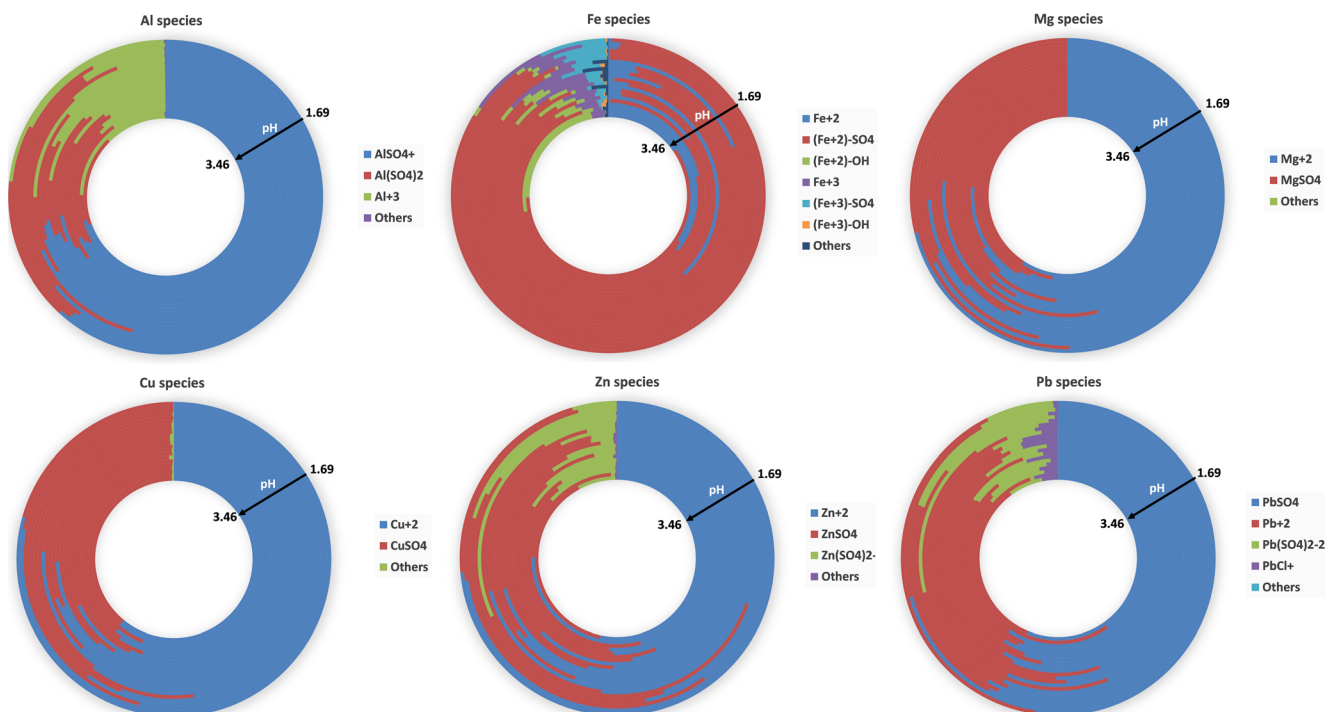 Al species
1.69
pH
3.46
AlSO4+
Al(SO4)2
Al+3
Others
Fe species
1.69
pH
3.46
Fe+2
(Fe+2)-SO4
(Fe+2)-OH
Fe+3
(Fe+3)-SO4
(Fe+3)-OH
Others
Mg species
1.69
pH
3.46
Mg+2
MgSO4
Others
Cu species
1.69
pH
3.46
Cu+2
CuSO4
Others
Zn species
1.69
pH
3.46
Zn+2
ZnSO4
Zn(SO4)2-
Others
Pb species
1.69
pH
3.46
PbSO4
Pb+2
Pb(SO4)2-2
PbCl+
Others